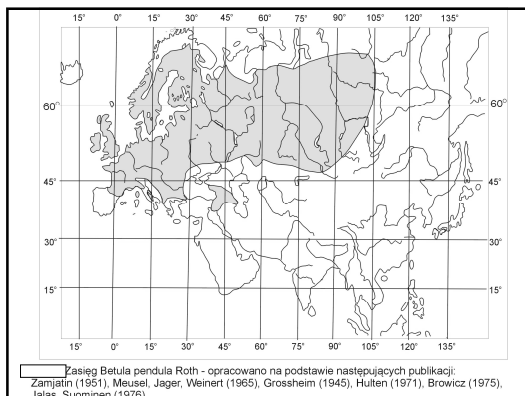 15° 0° 15° 30° 45° 60° 75° 90° 105° 120° 135°
60° 60°
45° 45°
30° 30°
15° 15°
15° 0° 15° 30° 45° 60° 75° 90° 105° 120° 135°
Zasięg Betula pendula Roth - opracowano na podstawie następujących publikacji:
Zamjatin (1951), Meusel, Jager, Weinert (1965), Grossheim (1945), Hulten (1971), Browicz (1975),
Jalas, Suominen (1976)